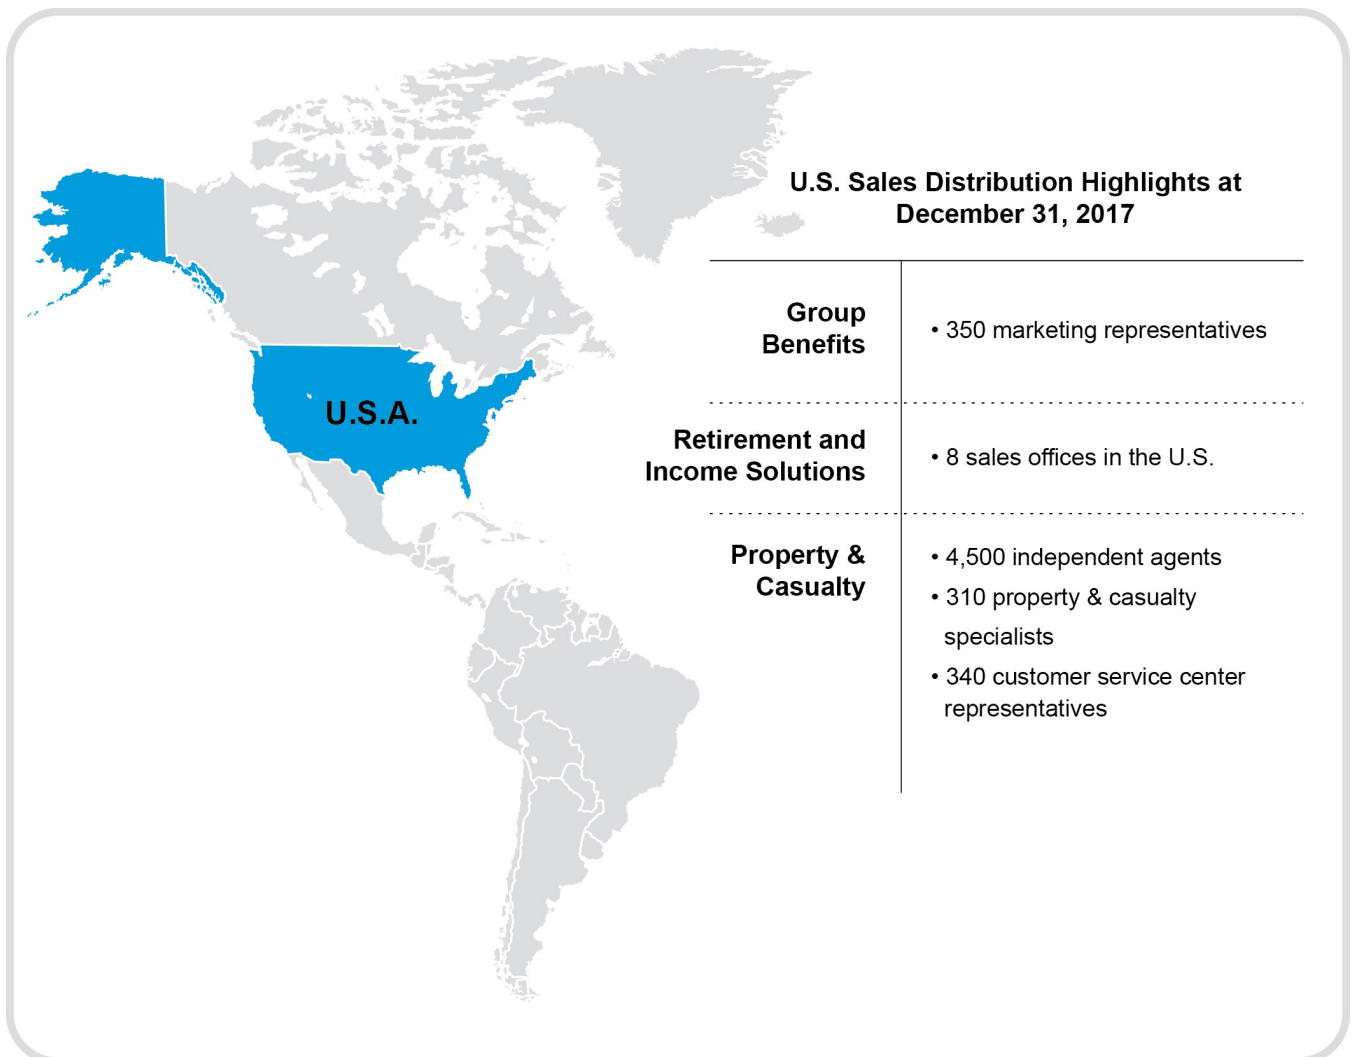 U.S. Sales Distribution Highlights at
December 31, 2017
Group
Benefits
• 350 marketing representatives
U.S.A.
Retirement and
Income Solutions
• 8 sales offices in the U.S.
Property &
Casualty
• 4,500 independent agents
• 310 property & casualty
specialists
• 340 customer service center
representatives